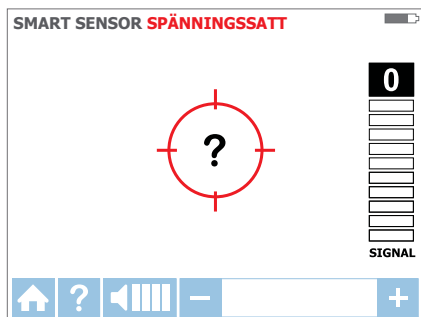 SMART SENSOR SPÄNNINGSSATT
0
?
SIGNAL
? − +